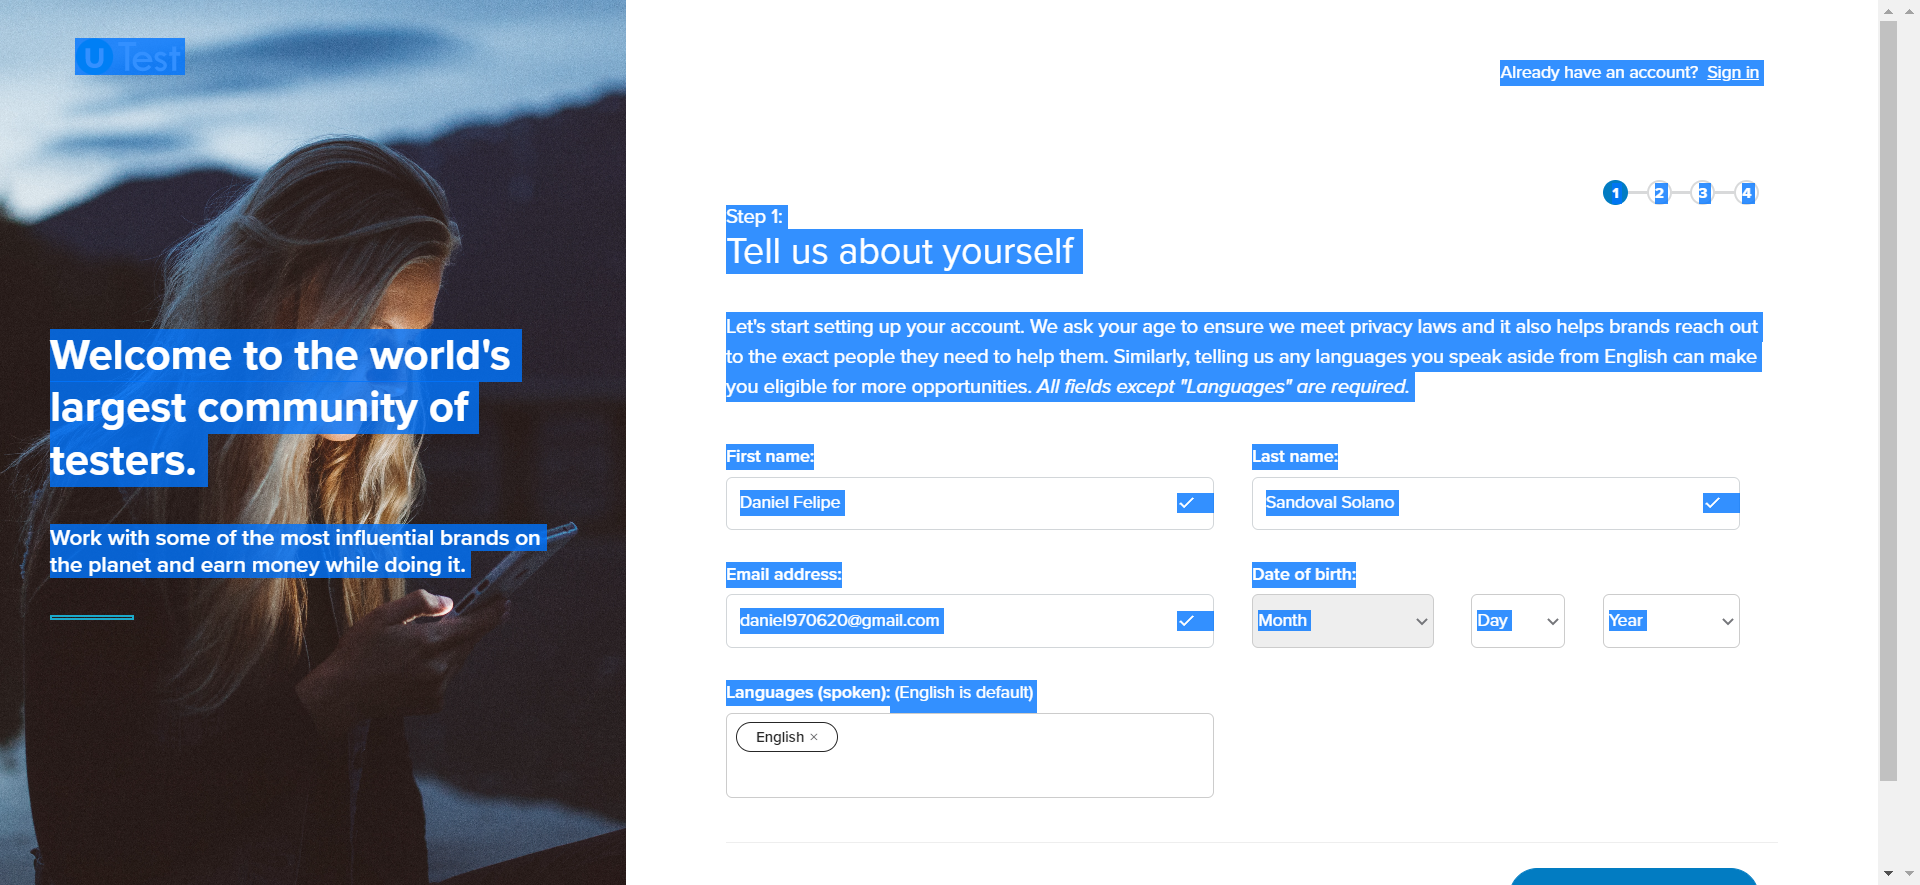 uTest
Already have an account? Sign in
1 2 3 4
Step 1:
Tell us about yourself
Welcome to the world's
largest community of
testers.
Work with some of the most influential brands on
the planet and earn money while doing it.
Let's start setting up your account. We ask your age to ensure we meet privacy laws and it also helps brands reach out
to the exact people they need to help them. Similarly, telling us any languages you speak aside from English can make
you eligible for more opportunities. All fields except "Languages" are required.
First name:
Last name:
Daniel Felipe
Sandoval Solano
Email address:
Date of birth:
daniel970620@gmail.com
Month
Day
Year
Languages (spoken): (English is default)
English ×